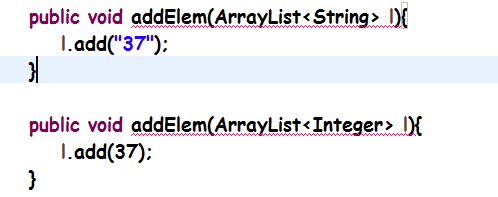 public void addElem(ArrayList<String> l){
l.add("37");
}
public void addElem(ArrayList<Integer> l){
l.add(37);
}